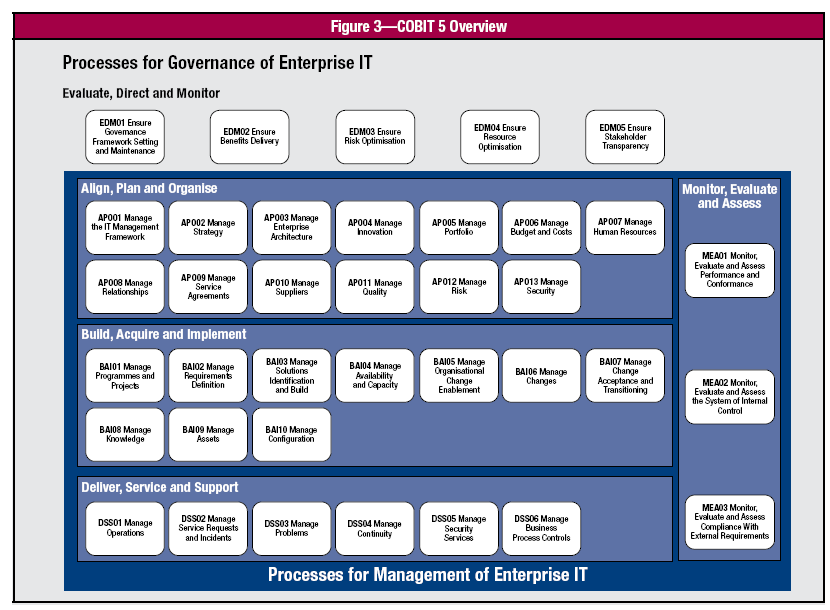 Figure 3—COBIT 5 Overview
Processes for Governance of Enterprise IT
Evaluate, Direct and Monitor
EDM01 Ensure
Governance
Framework Setting
and Maintenance
EDM02 Ensure
Benefits Delivery
EDM03 Ensure
Risk Optimisation
EDM04 Ensure
Resource
Optimisation
EDM05 Ensure
Stakeholder
Transparency
Align, Plan and Organise
AP001 Manage
the IT Management
Framework
AP002 Manage
Strategy
AP003 Manage
Enterprise
Architecture
AP004 Manage
Innovation
AP005 Manage
Portfolio
AP006 Manage
Budget and Costs
AP007 Manage
Human Resources
AP008 Manage
Relationships
AP009 Manage
Service
Agreements
AP010 Manage
Suppliers
AP011 Manage
Quality
AP012 Manage
Risk
AP013 Manage
Security
Build, Acquire and Implement
BAI01 Manage
Programmes and
Projects
BAI02 Manage
Requirements
Definition
BAI03 Manage
Solutions
Identification
and Build
BAI04 Manage
Availability
and Capacity
BAI05 Manage
Organisational
Change
Enablement
BAI06 Manage
Changes
BAI07 Manage
Change
Acceptance and
Transitioning
BAI08 Manage
Knowledge
BAI09 Manage
Assets
BAI10 Manage
Configuration
Deliver, Service and Support
DSS01 Manage
Operations
DSS02 Manage
Service Requests
and Incidents
DSS03 Manage
Problems
DSS04 Manage
Continuity
DSS05 Manage
Security
Services
DSS06 Manage
Business
Process Controls
Monitor, Evaluate
and Assess
MEA01 Monitor,
Evaluate and Assess
Performance and
Conformance
MEA02 Monitor,
Evaluate and Assess
the System of Internal
Control
MEA03 Monitor,
Evaluate and Assess
Compliance With
External Requirements
Processes for Management of Enterprise IT